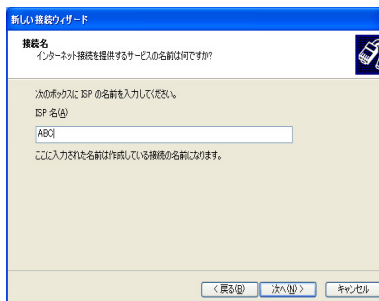 新しい接続ウィザード
接続名
インターネット接続を提供するサービスの名前は何ですか?
次のボックスに ISP の名前を入力してください。
ISP 名(A)
ABC
ここに入力された名前は作成している接続の名前になります。
< 戻る(B) 次へ(N) > キャンセル